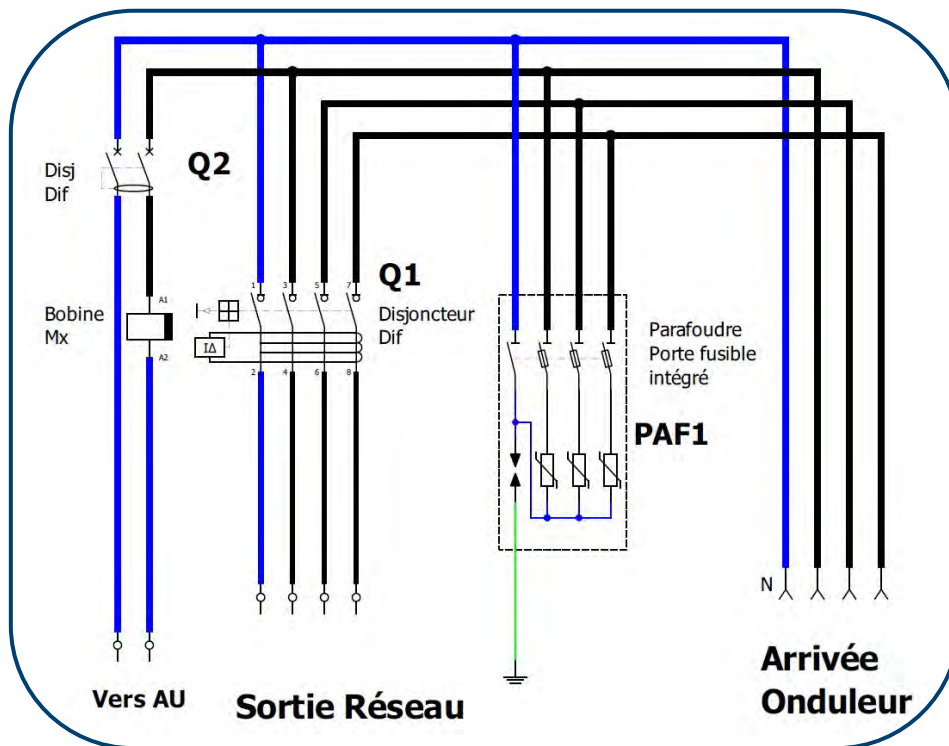 Q2
Disj
Dif
Q1
1
3
5
7
Bobine
Mx
A1
A2
Disjoncteur
Dif
IΔ
2
4
6
8
Parafoudre
Porte fusible
intégré
PAF1
N
Vers AU
Sortie Réseau
Arrivée
Onduleur